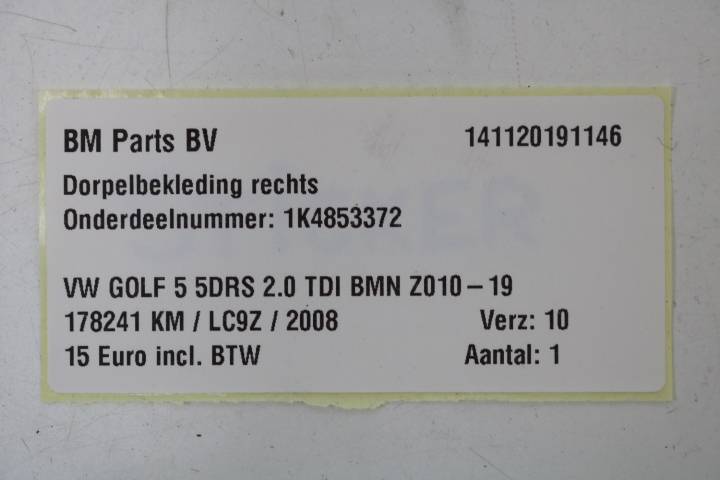 BM Parts BV 141120191146
Dorpelbekleding rechts
Onderdeelnummer: 1K4853372
VW GOLF 5 5DRS 2.0 TDI BMN Z010 – 19
178241 KM / LC9Z / 2008 Verz: 10
15 Euro incl. BTW Aantal: 1